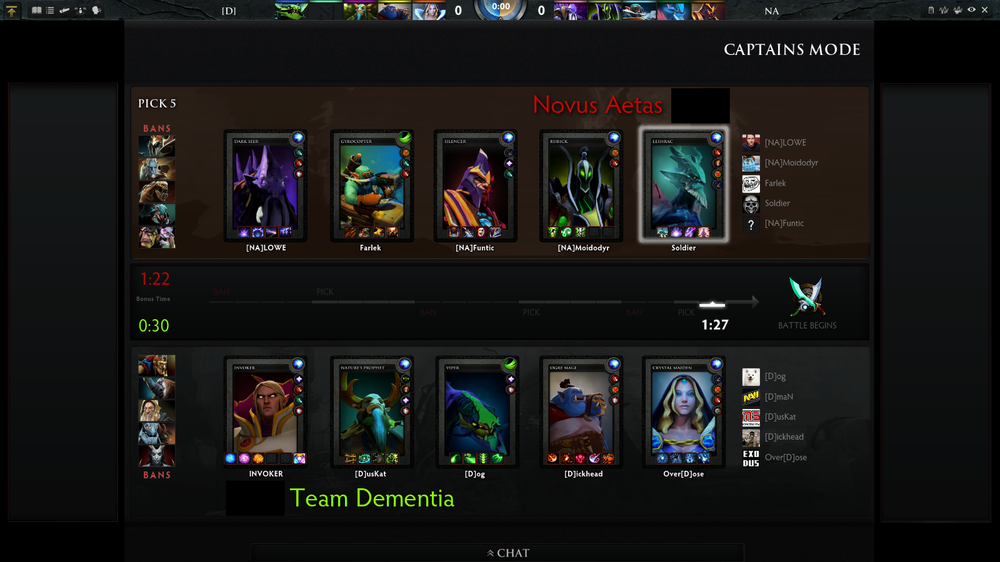 [D]
0
0:00
0
NA
CAPTAINS MODE
PICK 5
Novus Aetas
BANS
DARK SEER
GYROCOPTER
SILENCER
RUBICK
LESHRAC
[NA]LOWE
Farlek
[NA]Funtic
[NA]Moidodyr
Soldier
[NA]LOWE
[NA]Moidodyr
Farlek
Soldier
?
[NA]Funtic
1:22
Bonus Time
0:30
BAN
PICK
BAN
PICK
BAN
PICK
1:27
BATTLE BEGINS
INVOKER
NATURE'S PROPHET
VIPER
OGRE MAGI
CRYSTAL MAIDEN
INVOKER
[D]usKat
[D]og
[D]ickhead
Over[D]ose
[D]og
[D]maN
[D]usKat
[D]ickhead
EXO
DUS
Over[D]ose
BANS
Team Dementia
CHAT